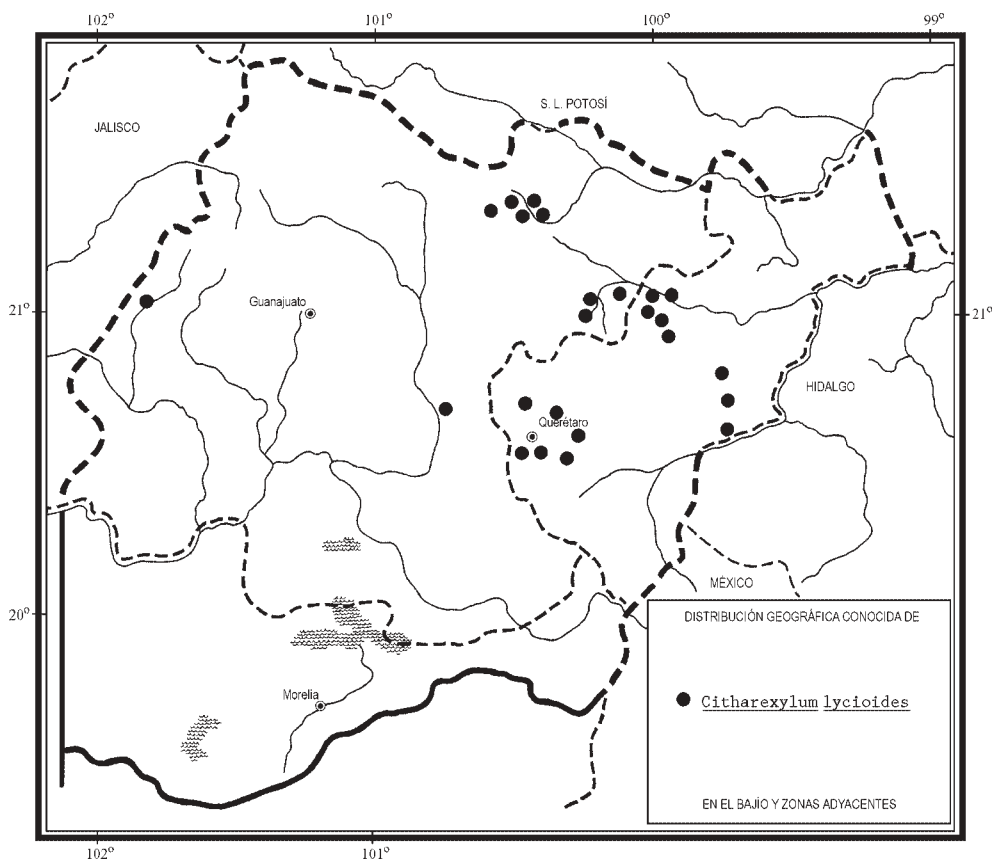 102° 101° 100° 99°
S. L. POTOSÍ
JALISCO
Guanajuato
21° 21°
HIDALGO
Querétaro
MÉXICO
20°
DISTRIBUCIÓN GEOGRÁFICA CONOCIDA DE
Morelia
Citharexylum lycioides
EN EL BAJÍO Y ZONAS ADYACENTES
102° 101°